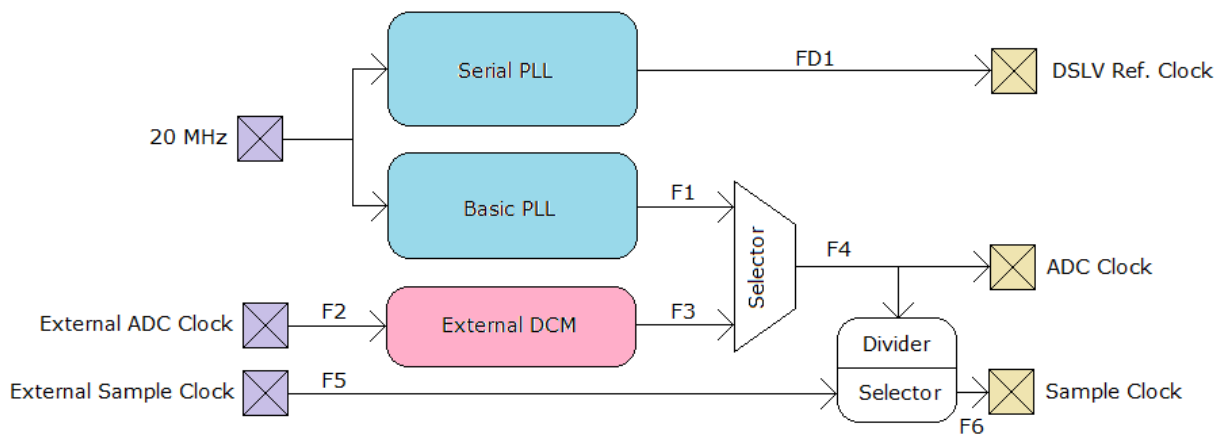 Serial PLL
FD1
DSLV Ref. Clock
20 MHz
Basic PLL
F1
Selector
F4
ADC Clock
External ADC Clock
F2
External DCM
F3
Divider
External Sample Clock
F5
Selector
Sample Clock
F6